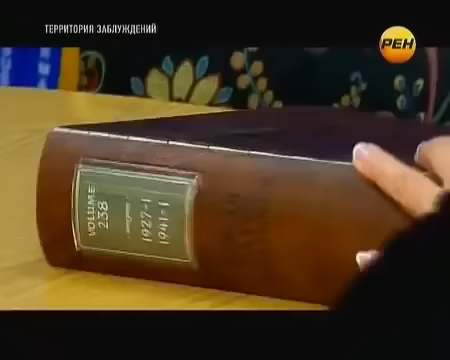 ТЕРРИТОРИЯ ЗАБЛУЖДЕНИЙ
РЕН
VOLUME
238
1927-1
1941-1